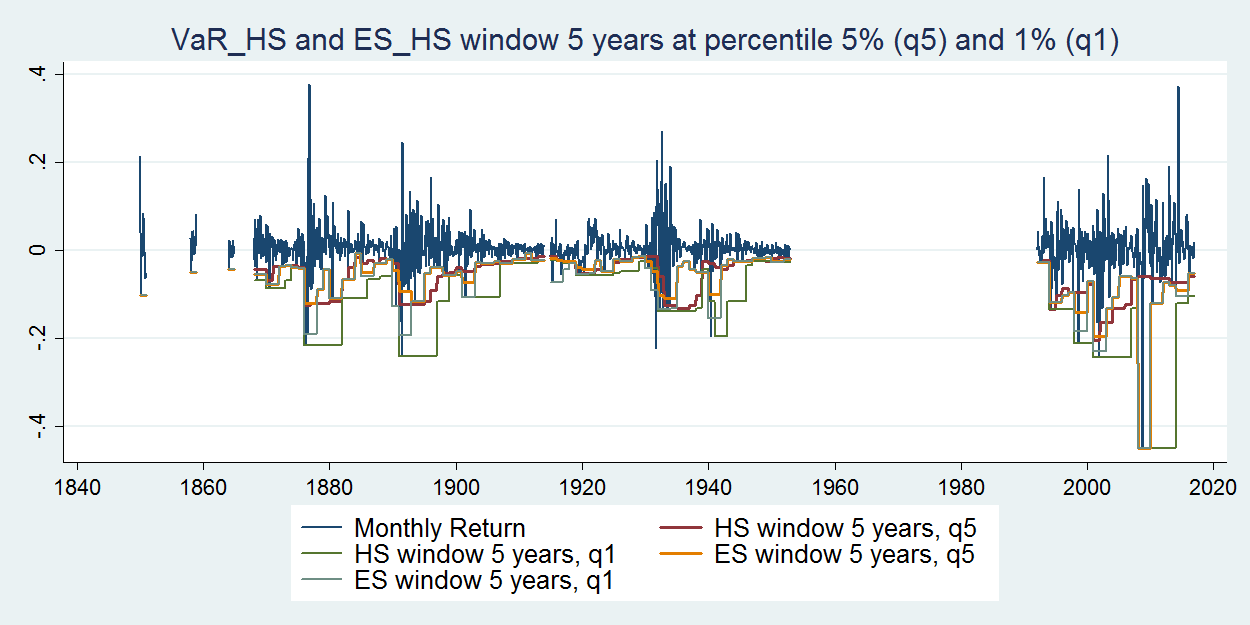 VaR_HS and ES_HS window 5 years at percentile 5% (q5) and 1% (q1)
.4
.2
0
-.2
-.4
1840 1860 1880 1900 1920 1940 1960 1980 2000 2020
Monthly Return HS window 5 years, q5
HS window 5 years, q1 ES window 5 years, q5
ES window 5 years, q1